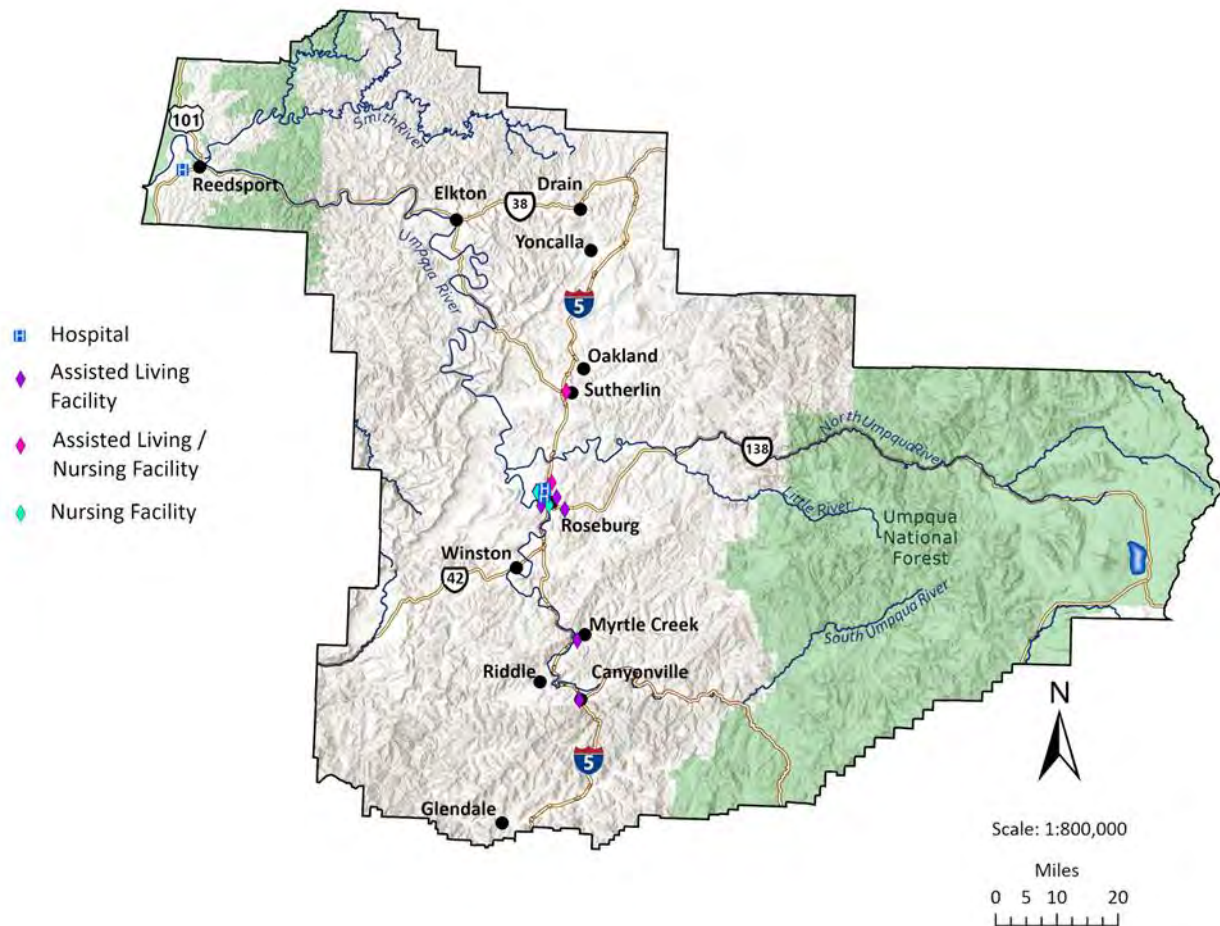 101
Smith River
Reedsport
Elkton
38
Drain
Yoncalla
Umpqua River
5
H Hospital
Assisted Living
Facility
Assisted Living /
Nursing Facility
Nursing Facility
Oakland
Sutherlin
North Umpqua River
138
Little River
Umpqua
National
Forest
Roseburg
Winston
42
South Umpqua River
Myrtle Creek
Riddle
Canyonville
5
Glendale
N
Scale: 1:800,000
Miles
0 5 10 20
H
H